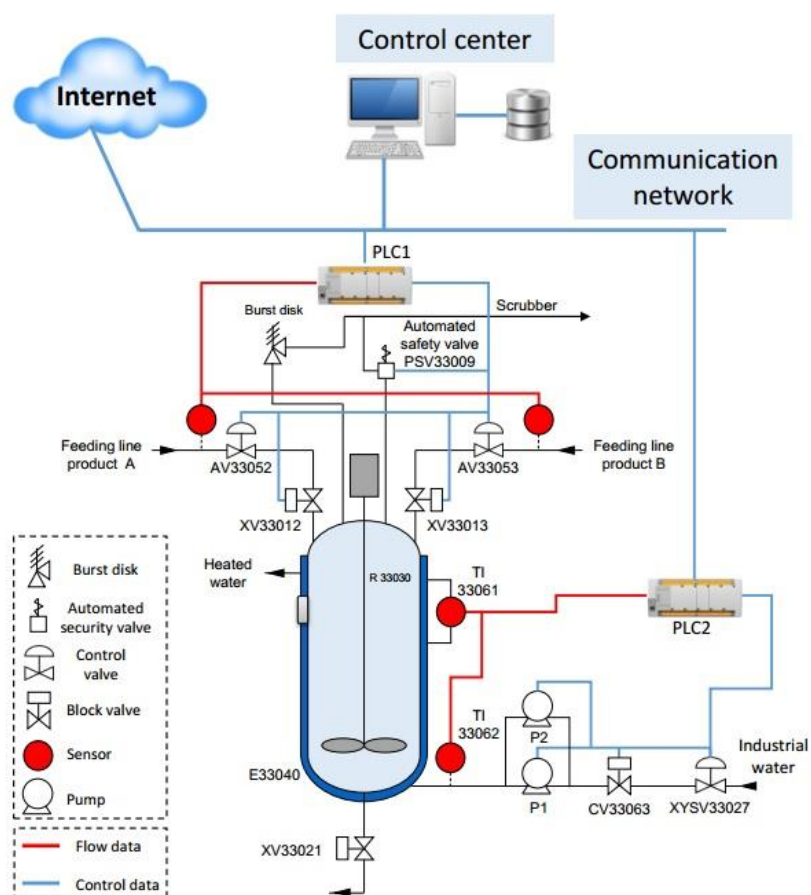 Control center
Internet
Communication
network
PLC1
Burst disk
Scrubber
Automated
safety valve
PSV33009
Feeding line
product A
AV33052
AV33053
Feeding line
product B
XV33012
XV33013
Heated
water
R 33030
TI
33061
PLC2
Burst disk
Automated
security valve
Control
valve
Block valve
Sensor
Pump
Flow data
Control data
TI
33062
P2
P1
Industrial
water
E33040
CV33063
XYSV33027
XV33021